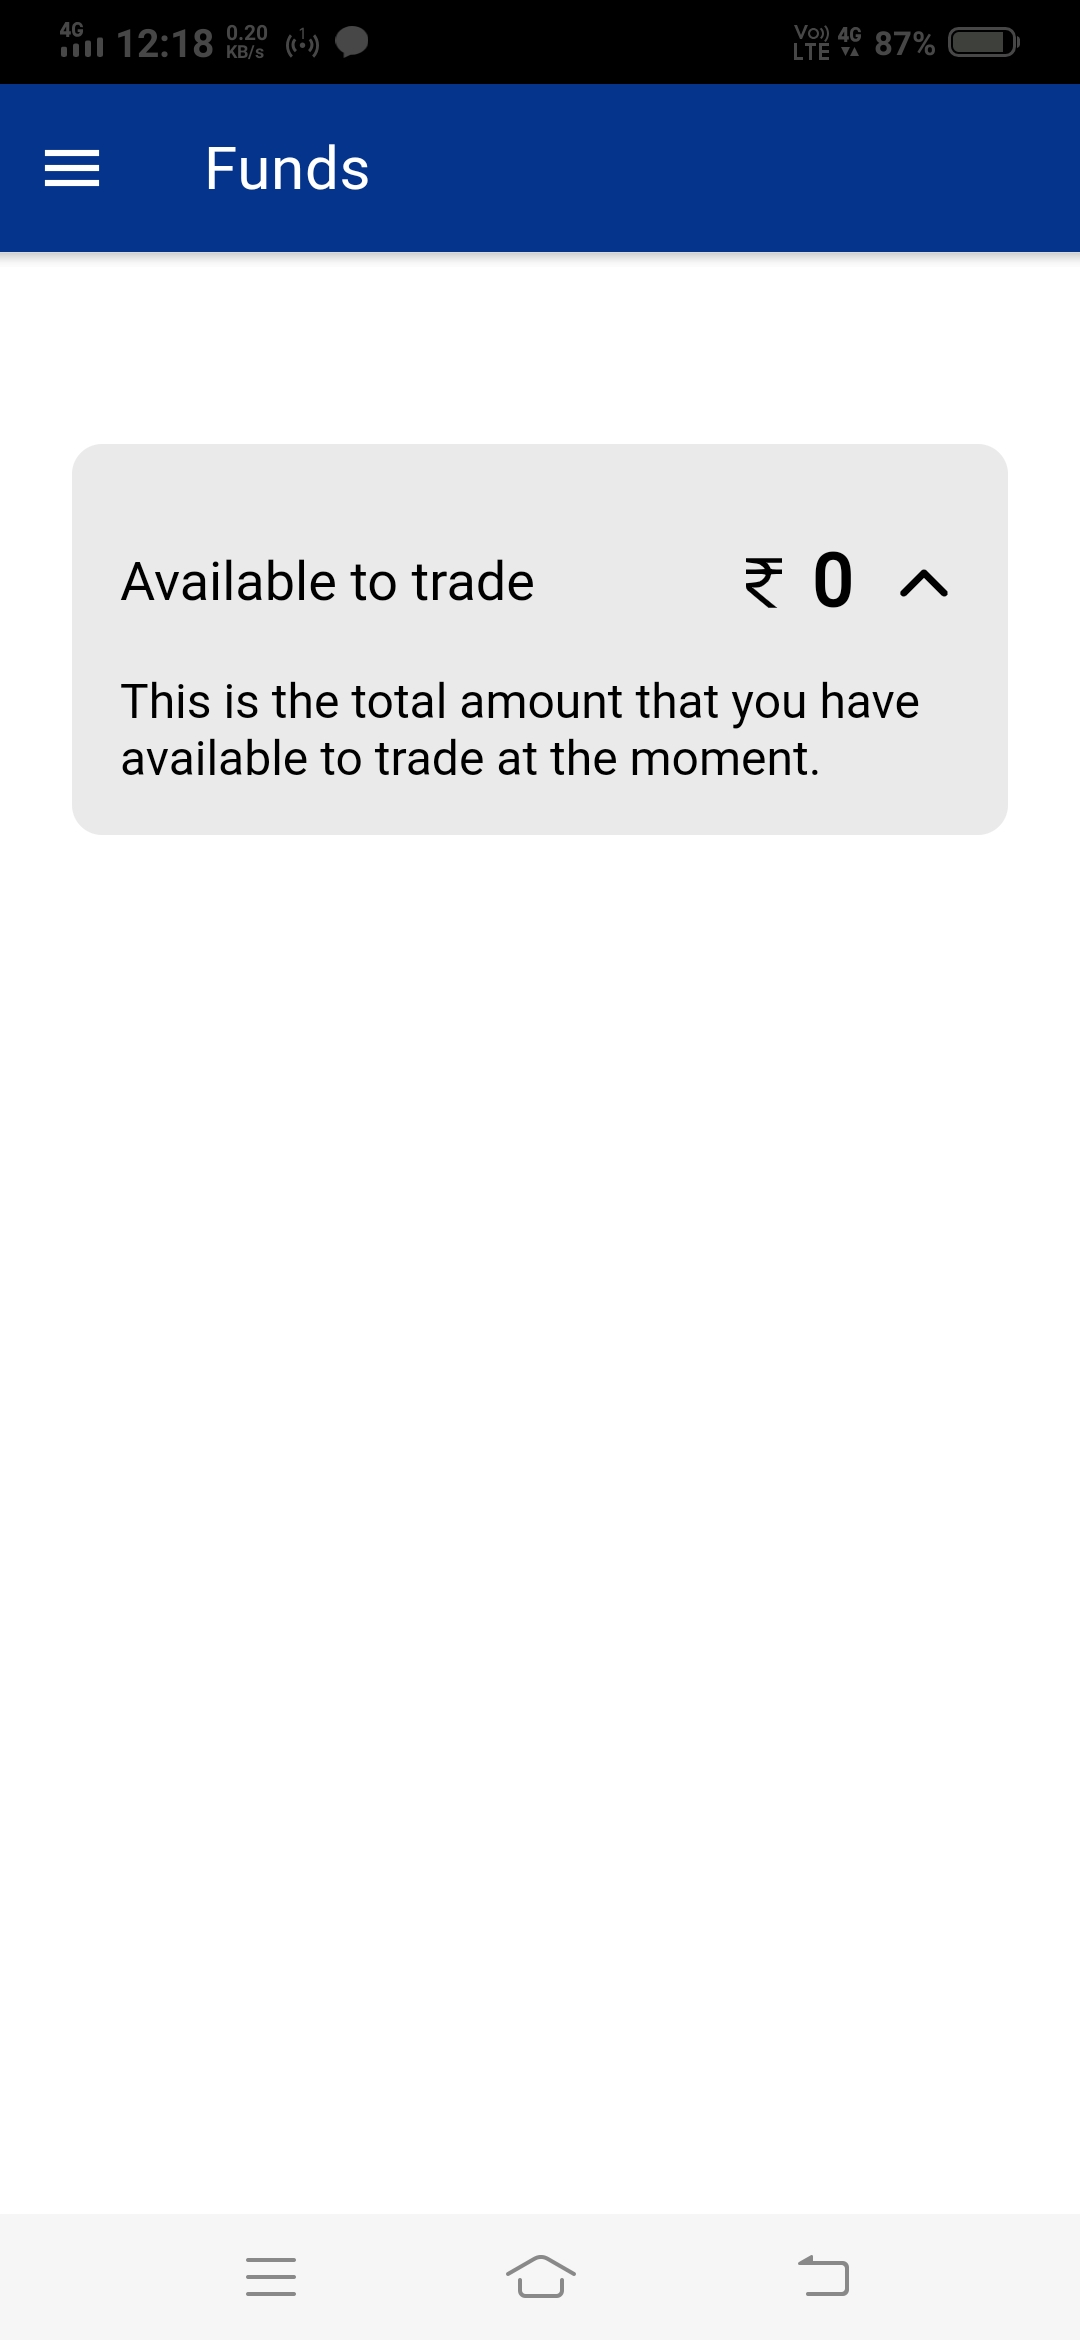 4G 12:18 0.20 KB/s 1 Vo)) LTE 4G 87%
Funds
Available to trade ₹ 0
This is the total amount that you have
available to trade at the moment.